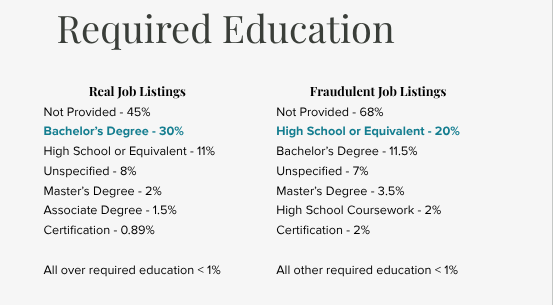 Required Education
Real Job Listings
Not Provided - 45%
Bachelor's Degree - 30%
High School or Equivalent - 11%
Unspecified - 8%
Master's Degree - 2%
Associate Degree - 1.5%
Certification - 0.89%
All over required education < 1%
Fraudulent Job Listings
Not Provided - 68%
High School or Equivalent - 20%
Bachelor's Degree - 11.5%
Unspecified - 7%
Master's Degree - 3.5%
High School Coursework - 2%
Certification - 2%
All other required education < 1%